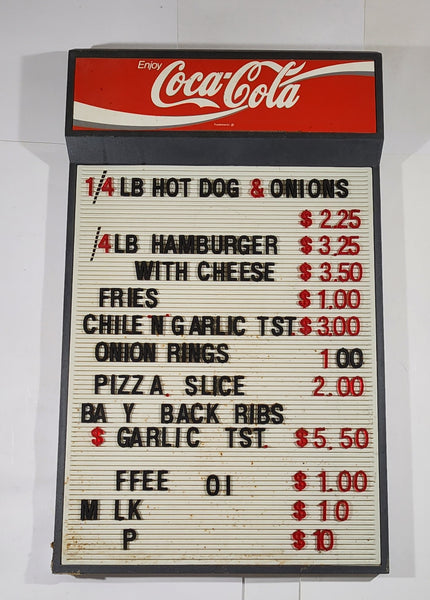 Enjoy
Coca-Cola
1/4 LB HOT DOG & ONIONS
$2.25
/4 LB HAMBURGER $3.25
WITH CHEESE $3.50
FRIES $1.00
CHILE N GARLIC TST. $3.00
ONION RINGS 1 00
PIZZA SLICE 2.00
BA Y BACK RIBS
$ GARLIC TST. $5.50
FFEE OI $1.00
M LK $10
P $10